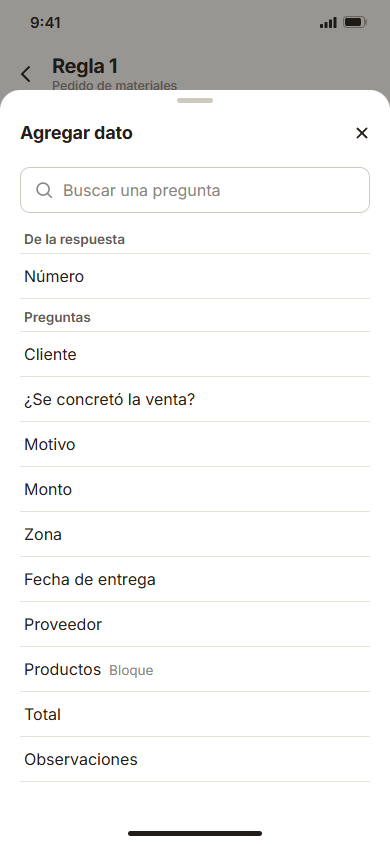 9:41
Regla 1
Pedido de materiales
Agregar dato
Buscar una pregunta
De la respuesta
Número
Preguntas
Cliente
¿Se concretó la venta?
Motivo
Monto
Zona
Fecha de entrega
Proveedor
Productos Bloque
Total
Observaciones